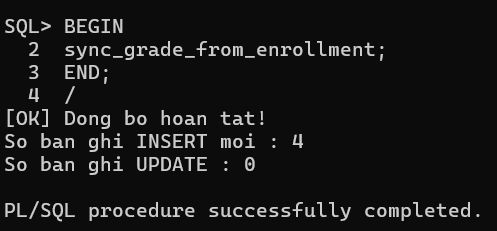 SQL> BEGIN
2 sync_grade_from_enrollment;
3 END;
4 /
[OK] Dong bo hoan tat!
So ban ghi INSERT moi : 4
So ban ghi UPDATE : 0
PL/SQL procedure successfully completed.